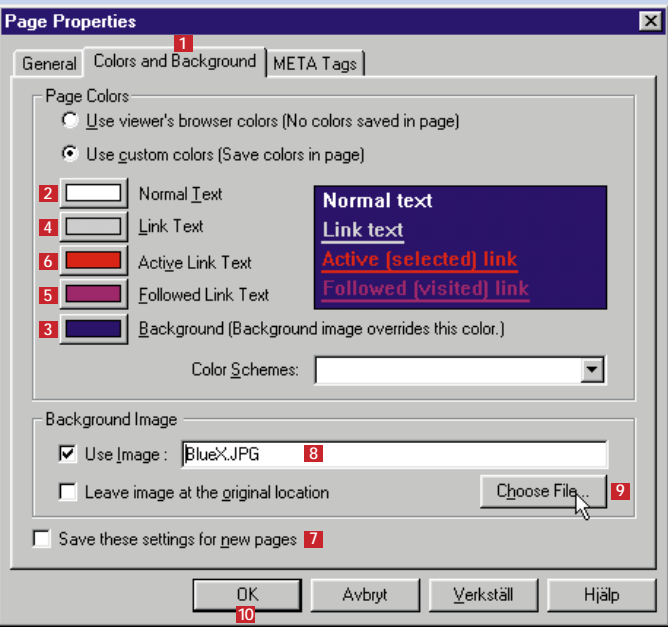 Page Properties
1
General Colors and Background META Tags
Page Colors
Use viewer's browser colors (No colors saved in page)
Use custom colors (Save colors in page)
2 Normal Text
4 Link Text
6 Active Link Text
5 Followed Link Text
3 Background (Background image overrides this color.)
Normal text
Link text
Active (selected) link
Followed (visited) link
Color Schemes:
Background Image
Use Image : BlueX.JPG 8
Leave image at the original location
Choose File... 9
Save these settings for new pages 7
OK Avbryt Verkställ Hjälp
10